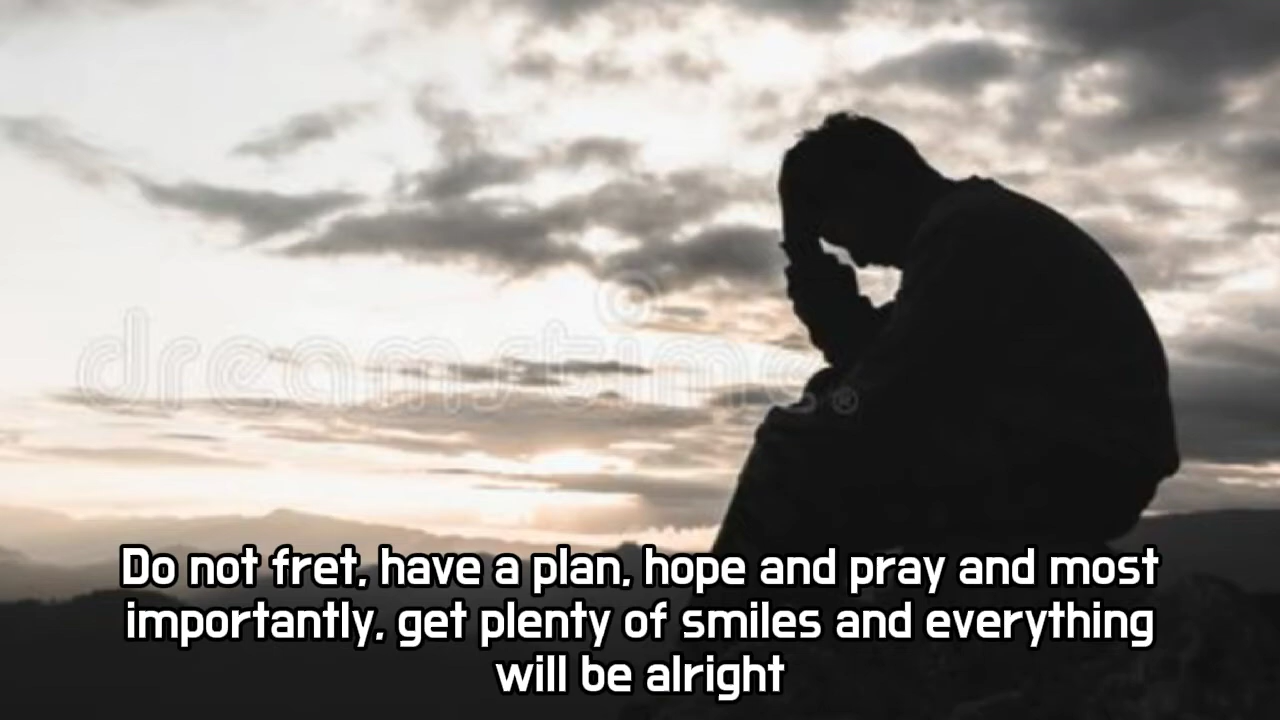 dreamstime®
Do not fret, have a plan, hope and pray and most
importantly, get plenty of smiles and everything
will be alright